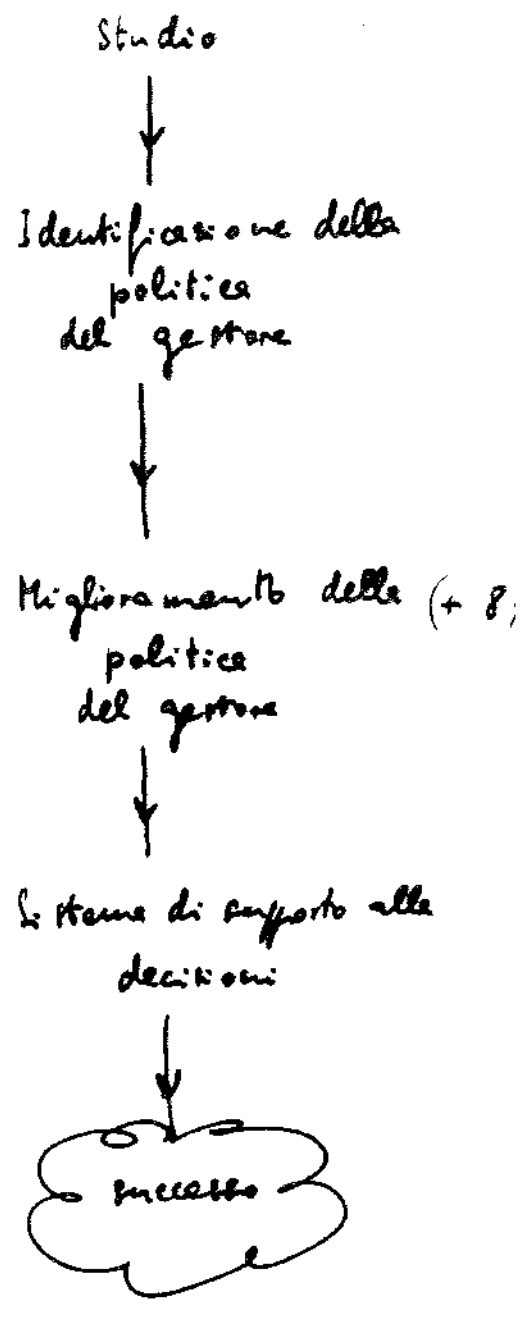 Studio
Identificazione della
politica
del gestore
Miglioramento della (+ 8,
politica
del gestore
Sistema di supporto alle
decisioni
successo